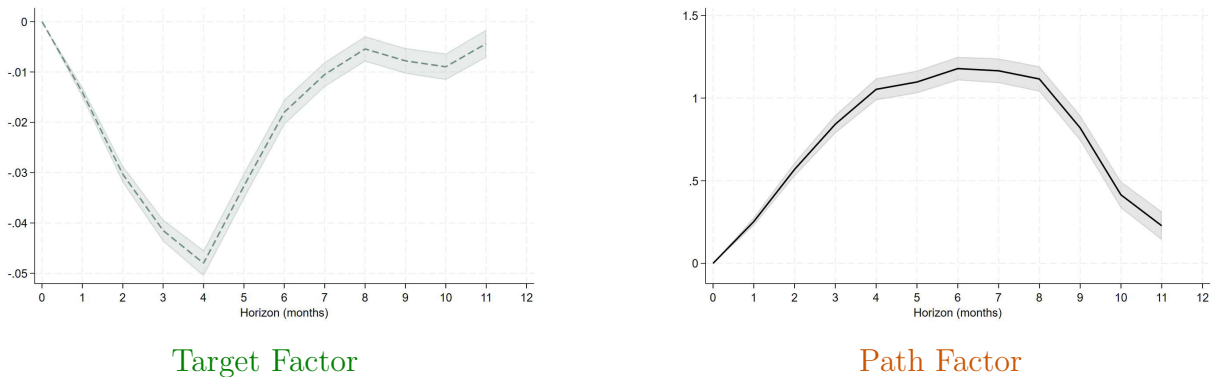 0
-.01
-.02
-.03
-.04
-.05
0 1 2 3 4 5 6 7 8 9 10 11 12
Horizon (months)
Target Factor
1.5
1
.5
0
0 1 2 3 4 5 6 7 8 9 10 11 12
Horizon (months)
Path Factor